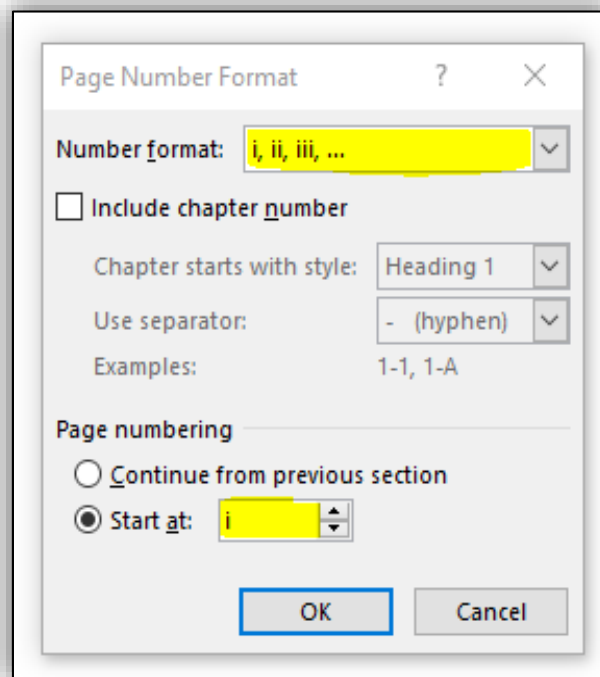 Page Number Format ? ×
Number format: i, ii, iii, ...
Include chapter number
Chapter starts with style: Heading 1
Use separator: - (hyphen)
Examples: 1-1, 1-A
Page numbering
Continue from previous section
Start at: i
OK Cancel